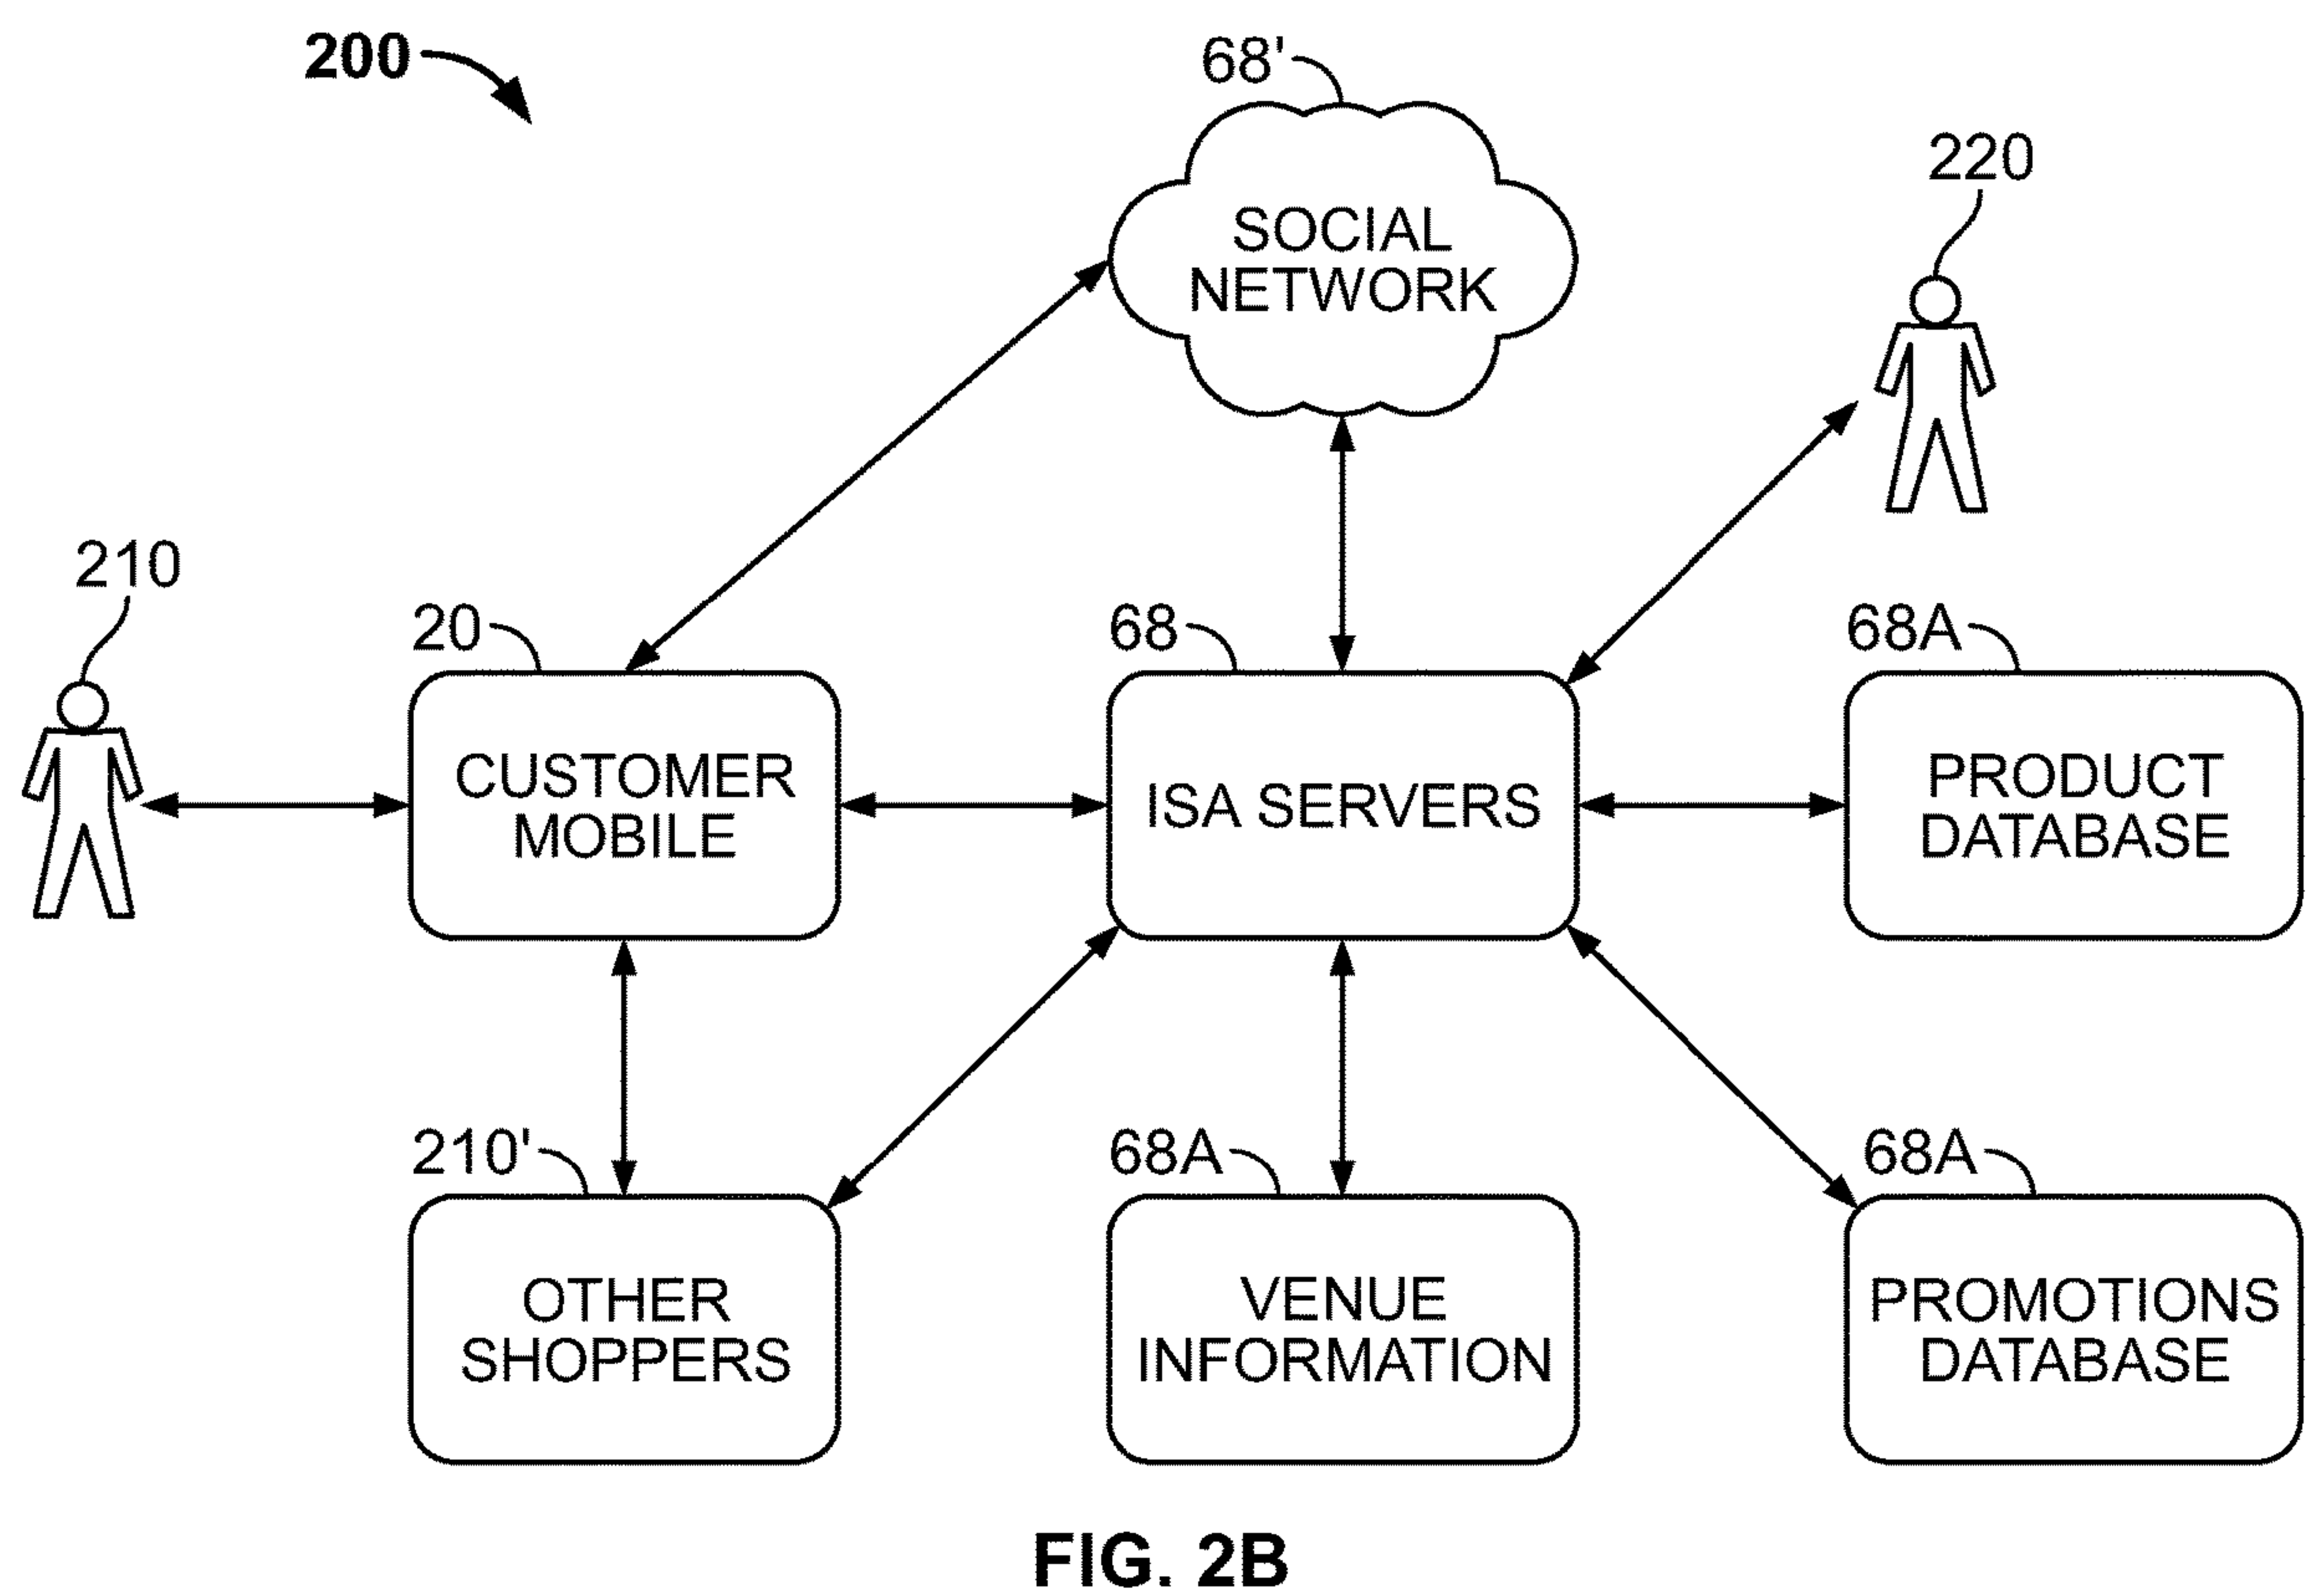 200
68'
SOCIAL
NETWORK
220
210
20
68
68A
CUSTOMER
MOBILE
ISA SERVERS
PRODUCT
DATABASE
210'
68A
68A
OTHER
SHOPPERS
VENUE
INFORMATION
PROMOTIONS
DATABASE
FIG. 2B